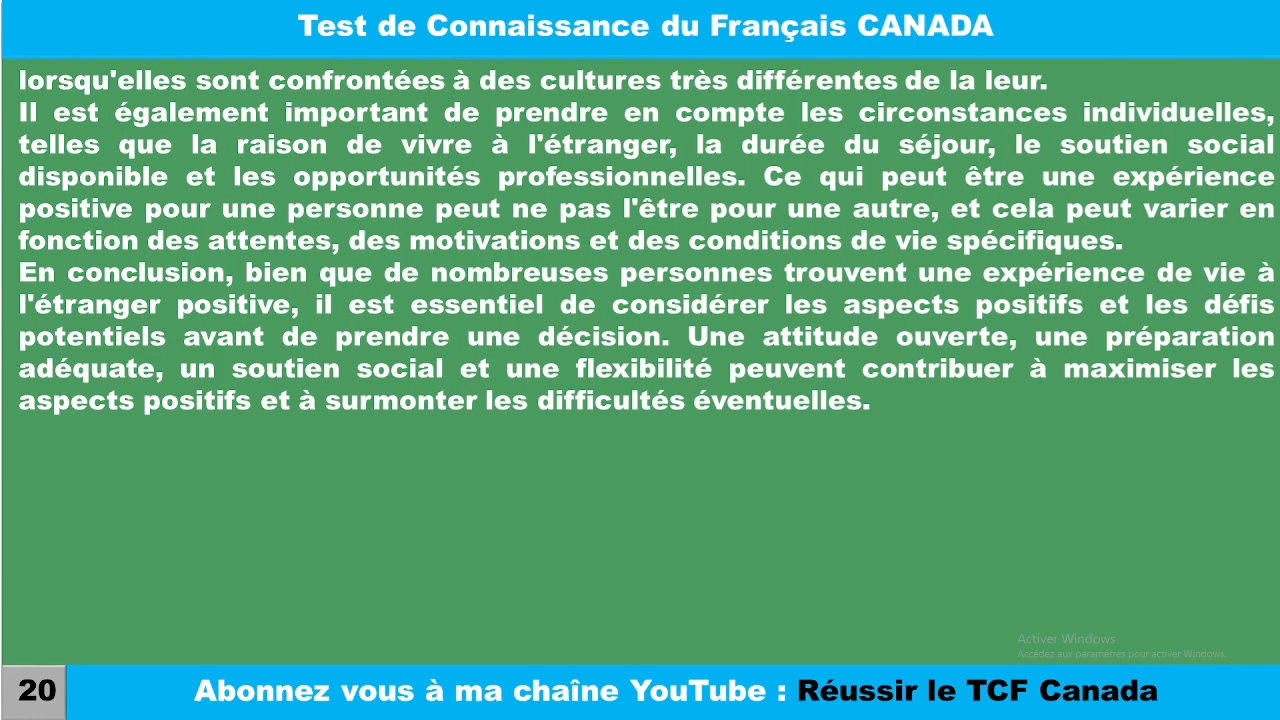 Test de Connaissance du Français CANADA
lorsqu'elles sont confrontées à des cultures très différentes de la leur.
Il est également important de prendre en compte les circonstances individuelles,
telles que la raison de vivre à l'étranger, la durée du séjour, le soutien social
disponible et les opportunités professionnelles. Ce qui peut être une expérience
positive pour une personne peut ne pas l'être pour une autre, et cela peut varier en
fonction des attentes, des motivations et des conditions de vie spécifiques.
En conclusion, bien que de nombreuses personnes trouvent une expérience de vie à
l'étranger positive, il est essentiel de considérer les aspects positifs et les défis
potentiels avant de prendre une décision. Une attitude ouverte, une préparation
adéquate, un soutien social et une flexibilité peuvent contribuer à maximiser les
aspects positifs et à surmonter les difficultés éventuelles.
Activer Windows
Accédez aux paramètres pour activer Windows.
20 Abonnez vous à ma chaîne YouTube : Réussir le TCF Canada